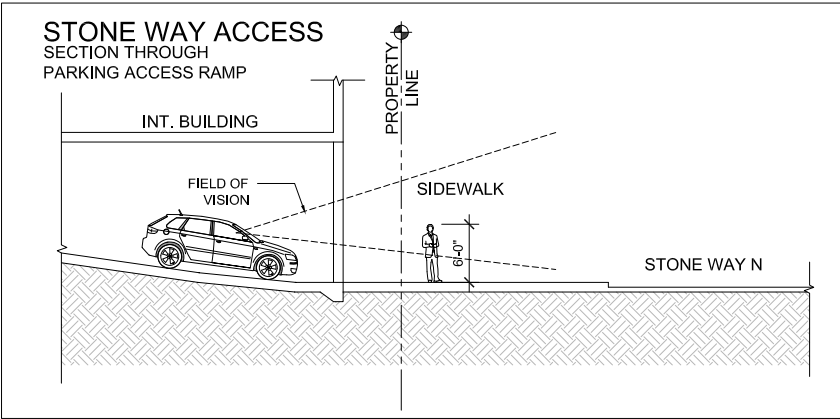 STONE WAY ACCESS
SECTION THROUGH
PARKING ACCESS RAMP
PROPERTY
LINE
INT. BUILDING
FIELD OF
VISION
SIDEWALK
6'-0"
STONE WAY N